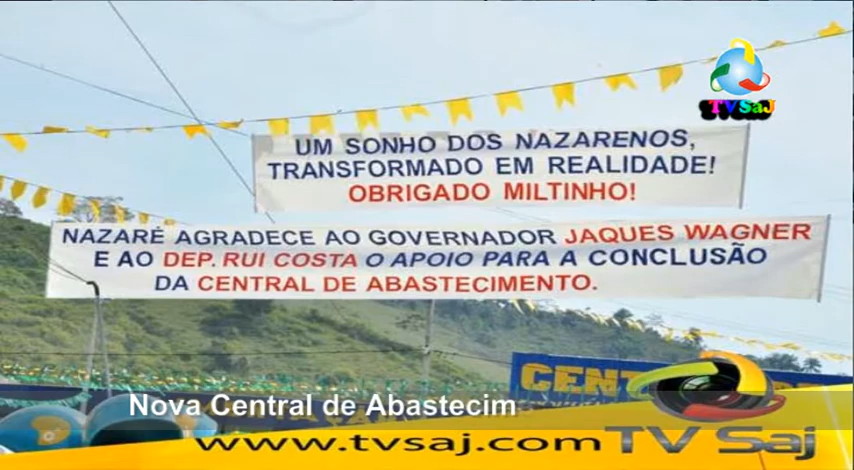 TVSaJ
UM SONHO DOS NAZARENOS,
TRANSFORMADO EM REALIDADE!
OBRIGADO MILTINHO!
NAZARÉ AGRADECE AO GOVERNADOR JAQUES WAGNER
E AO DEP. RUI COSTA O APOIO PARA A CONCLUSÃO
DA CENTRAL DE ABASTECIMENTO.
Nova Central de Abastecim
www.tvsaj.com TV Saj